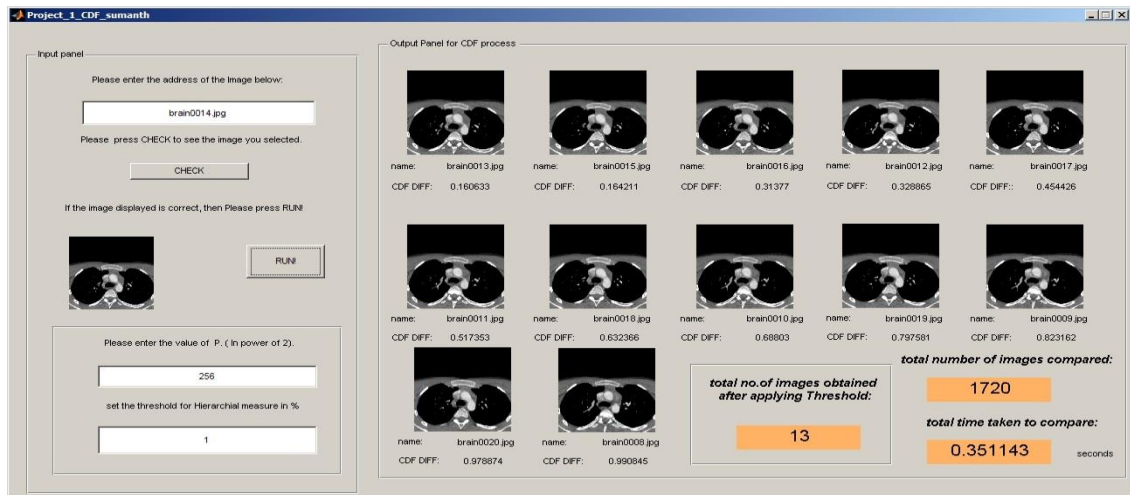 Project_1_CDF_sumanth
Input panel
Please enter the address of the Image below:
brain0014.jpg
Please press CHECK to see the image you selected.
CHECK
If the image displayed is correct, then Please press RUN!
RUN!
Please enter the value of P. ( In power of 2).
256
set the threshold for Hierarchial measure in %
1
Output Panel for CDF process
name: brain0013.jpg name: brain0015.jpg name: brain0016.jpg name: brain0012.jpg name: brain0017.jpg
CDF DIFF: 0.160633 CDF DIFF: 0.164211 CDF DIFF: 0.31377 CDF DIFF: 0.328865 CDF DIFF:: 0.454426
name: brain0011.jpg name: brain0018.jpg name: brain0010.jpg name: brain0019.jpg name: brain0009.jpg
CDF DIFF: 0.517353 CDF DIFF: 0.632366 CDF DIFF: 0.68803 CDF DIFF: 0.797581 CDF DIFF: 0.823162
name: brain0020.jpg name: brain0008.jpg
CDF DIFF: 0.978874 CDF DIFF: 0.990845
total no.of images obtained
after applying Threshold:
13
total number of images compared:
1720
total time taken to compare:
0.351143 seconds